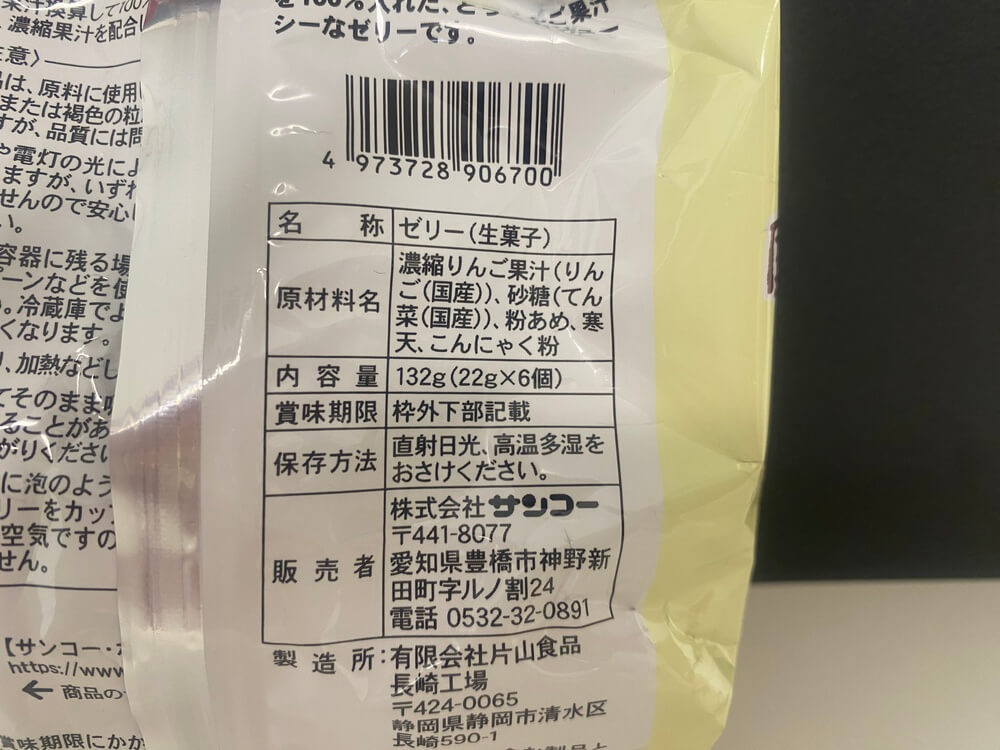 を100%入れた、
シーなゼリーです。
4 973728 906700
名 称 ゼリー(生菓子)
原材料名 濃縮りんご果汁(りん
ご(国産))、砂糖(てん
菜(国産))、粉あめ、寒
天、こんにゃく粉
内容量 132g(22g×6個)
賞味期限 枠外下部記載
保存方法 直射日光、高温多湿を
おさけください。
販売者 株式会社サンコー
〒441-8077
愛知県豊橋市神野新
田町字ルノ割24
電話 0532-32-0891
製造所:有限会社片山食品
長崎工場
〒424-0065
静岡県静岡市清水区
長崎590-1
濃縮果汁を配合
意〉
は、原料に使用
または褐色の粒
すが、品質には問
や電灯の光によ
ますが、いずれ
せんので安心
い。
容器に残る場
ーンなどを使
。冷蔵庫でよ
くなります。
、加熱などし
てそのまま
ることがあ
がりください
に泡のよう
リーをカップ
空気ですの
せん。
【サンコー・
https://www
← 商品の
賞味期限にかか